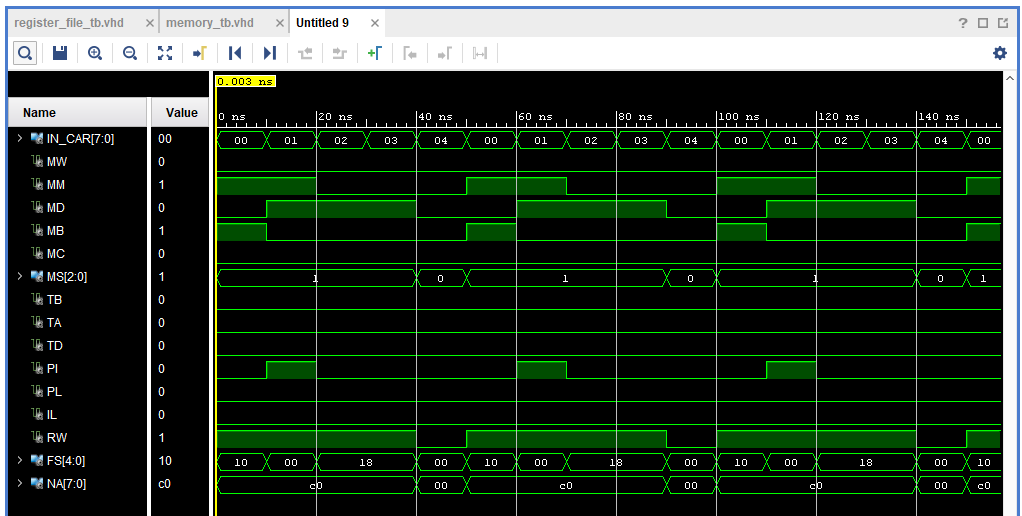 register_file_tb.vhd × memory_tb.vhd × Untitled 9 × ?
0.003 ns
Name Value
0 ns 20 ns 40 ns 60 ns 80 ns 100 ns 120 ns 140 ns
IN_CAR[7:0] 00 00 01 02 03 04 00 01 02 03 04 00 01 02 03 04 00
MW 0
MM 1
MD 0
MB 1
MC 0
MS[2:0] 1 1 0 1 0 1 0 1
TB 0
TA 0
TD 0
PI 0
PL 0
IL 0
RW 1
FS[4:0] 10 10 00 18 00 10 00 18 00 10 00 18 00 10
NA[7:0] c0 c0 00 c0 00 c0 00 c0